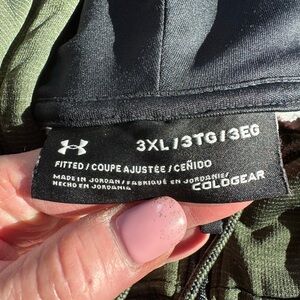 3XL/3TG/3EG
FITTED/COUPE AJUSTÉE/CEÑIDO
MADE IN JORDAN/FABRIQUÉ EN JORDANIE/
HECHO EN JORDANIA
COLDGEAR